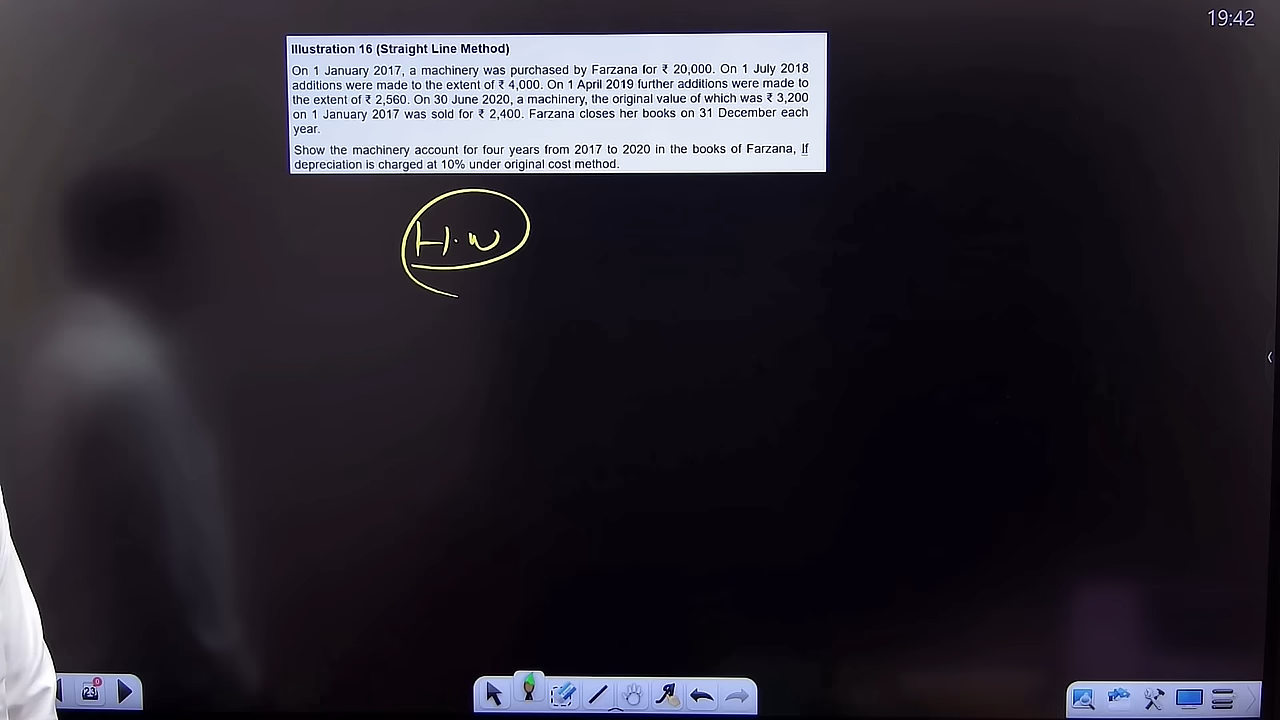 19:42
Illustration 16 (Straight Line Method)
On 1 January 2017, a machinery was purchased by Farzana for ₹ 20,000. On 1 July 2018
additions were made to the extent of ₹ 4,000. On 1 April 2019 further additions were made to
the extent of ₹ 2,560. On 30 June 2020, a machinery, the original value of which was ₹ 3,200
on 1 January 2017 was sold for ₹ 2,400. Farzana closes her books on 31 December each
year.
Show the machinery account for four years from 2017 to 2020 in the books of Farzana, If
depreciation is charged at 10% under original cost method.
H.W
23